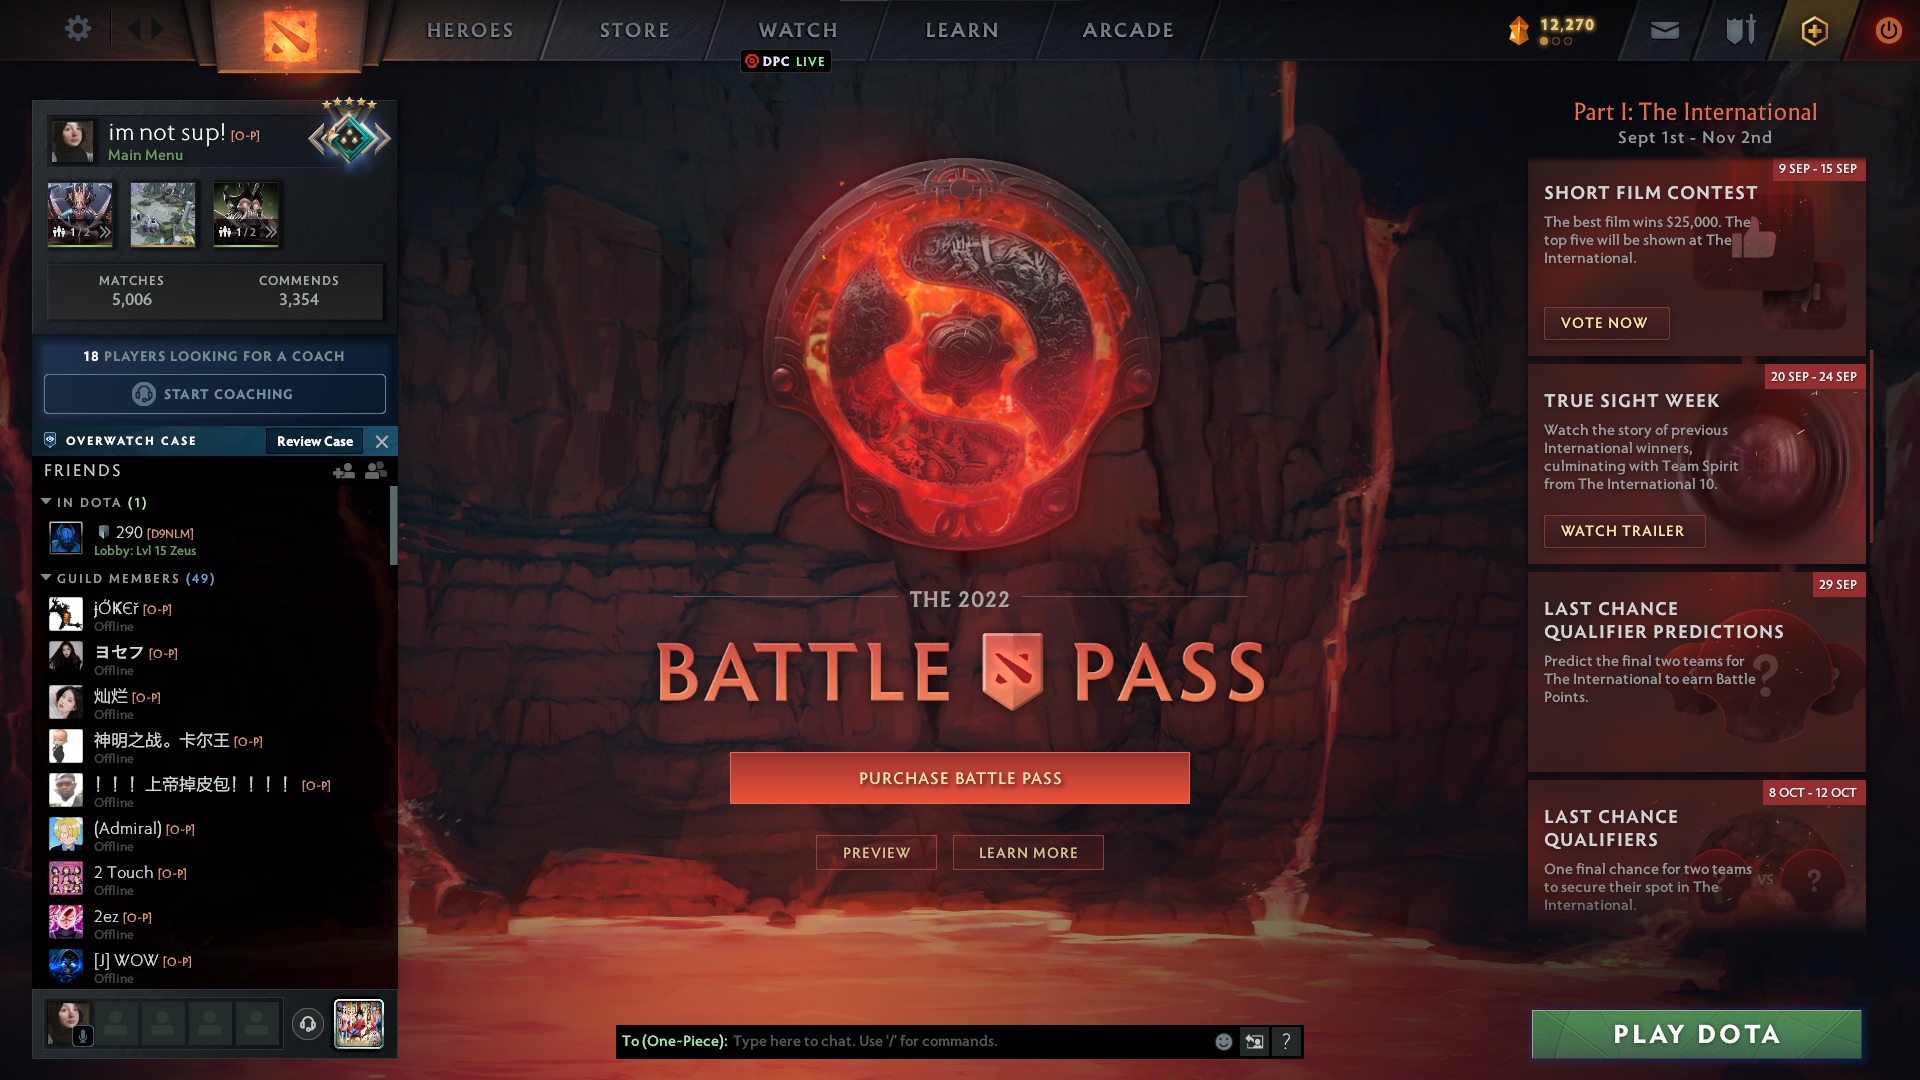 HEROES
STORE
WATCH
LEARN
ARCADE
12,270
DPC LIVE
im not sup! [O-P]
Main Menu
1/2
1/2
MATCHES
5,006
COMMENDS
3,354
18 PLAYERS LOOKING FOR A COACH
START COACHING
OVERWATCH CASE
Review Case
FRIENDS
IN DOTA (1)
290 [D9NLM]
Lobby: Lvl 15 Zeus
GUILD MEMBERS (49)
[O-P]
Offline
ヨセフ [O-P]
Offline
灿烂 [O-P]
Offline
神明之战。卡尔王 [O-P]
Offline
！！！上帝掉皮包！！！！ [O-P]
Offline
(Admiral) [O-P]
Offline
2 Touch [O-P]
Offline
2ez [O-P]
Offline
[J] WOW [O-P]
Offline
THE 2022
BATTLE PASS
PURCHASE BATTLE PASS
PREVIEW
LEARN MORE
To (One~Piece): Type here to chat. Use '/' for commands.
?
Part I: The International
Sept 1st - Nov 2nd
9 SEP - 15 SEP
SHORT FILM CONTEST
The best film wins $25,000. The
top five will be shown at The
International.
VOTE NOW
20 SEP - 24 SEP
TRUE SIGHT WEEK
Watch the story of previous
International winners,
culminating with Team Spirit
from The International 10.
WATCH TRAILER
29 SEP
LAST CHANCE
QUALIFIER PREDICTIONS
Predict the final two teams for
The International to earn Battle
Points.
?
8 OCT - 12 OCT
LAST CHANCE
QUALIFIERS
One final chance for two teams
to secure their spot in The
International.
? VS ?
PLAY DOTA